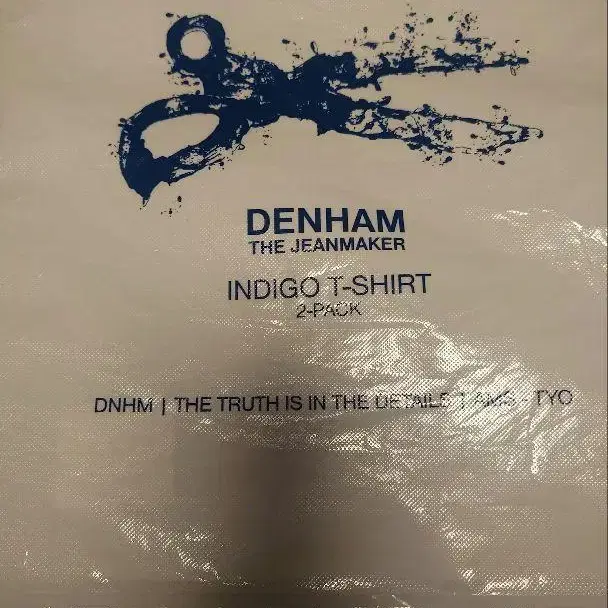 DENHAM
THE JEANMAKER
INDIGO T-SHIRT
2-PACK
DNHM | THE TRUTH IS IN THE DETAILS | AMS - TYO